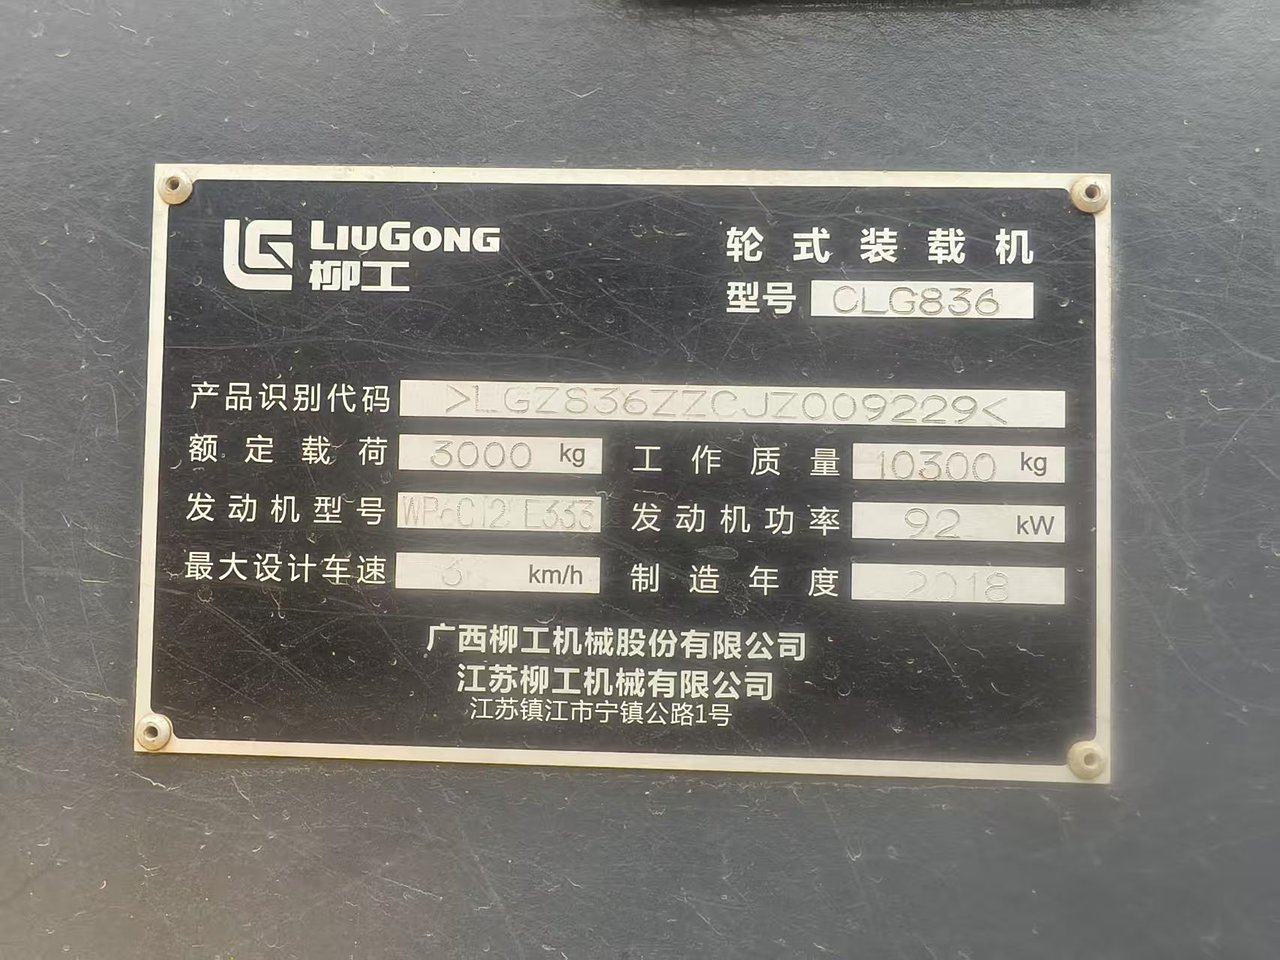 LG LIUGONG
柳工
轮式装载机
型号 CLG836
产品识别代码 >LGZ836ZZCJZ009229<
额定载荷 3000 kg 工作质量 10300 kg
发动机型号 发动机功率 92 kW
最大设计车速 km/h 制造年度 2018
广西柳工机械股份有限公司
江苏柳工机械有限公司
江苏镇江市宁镇公路1号